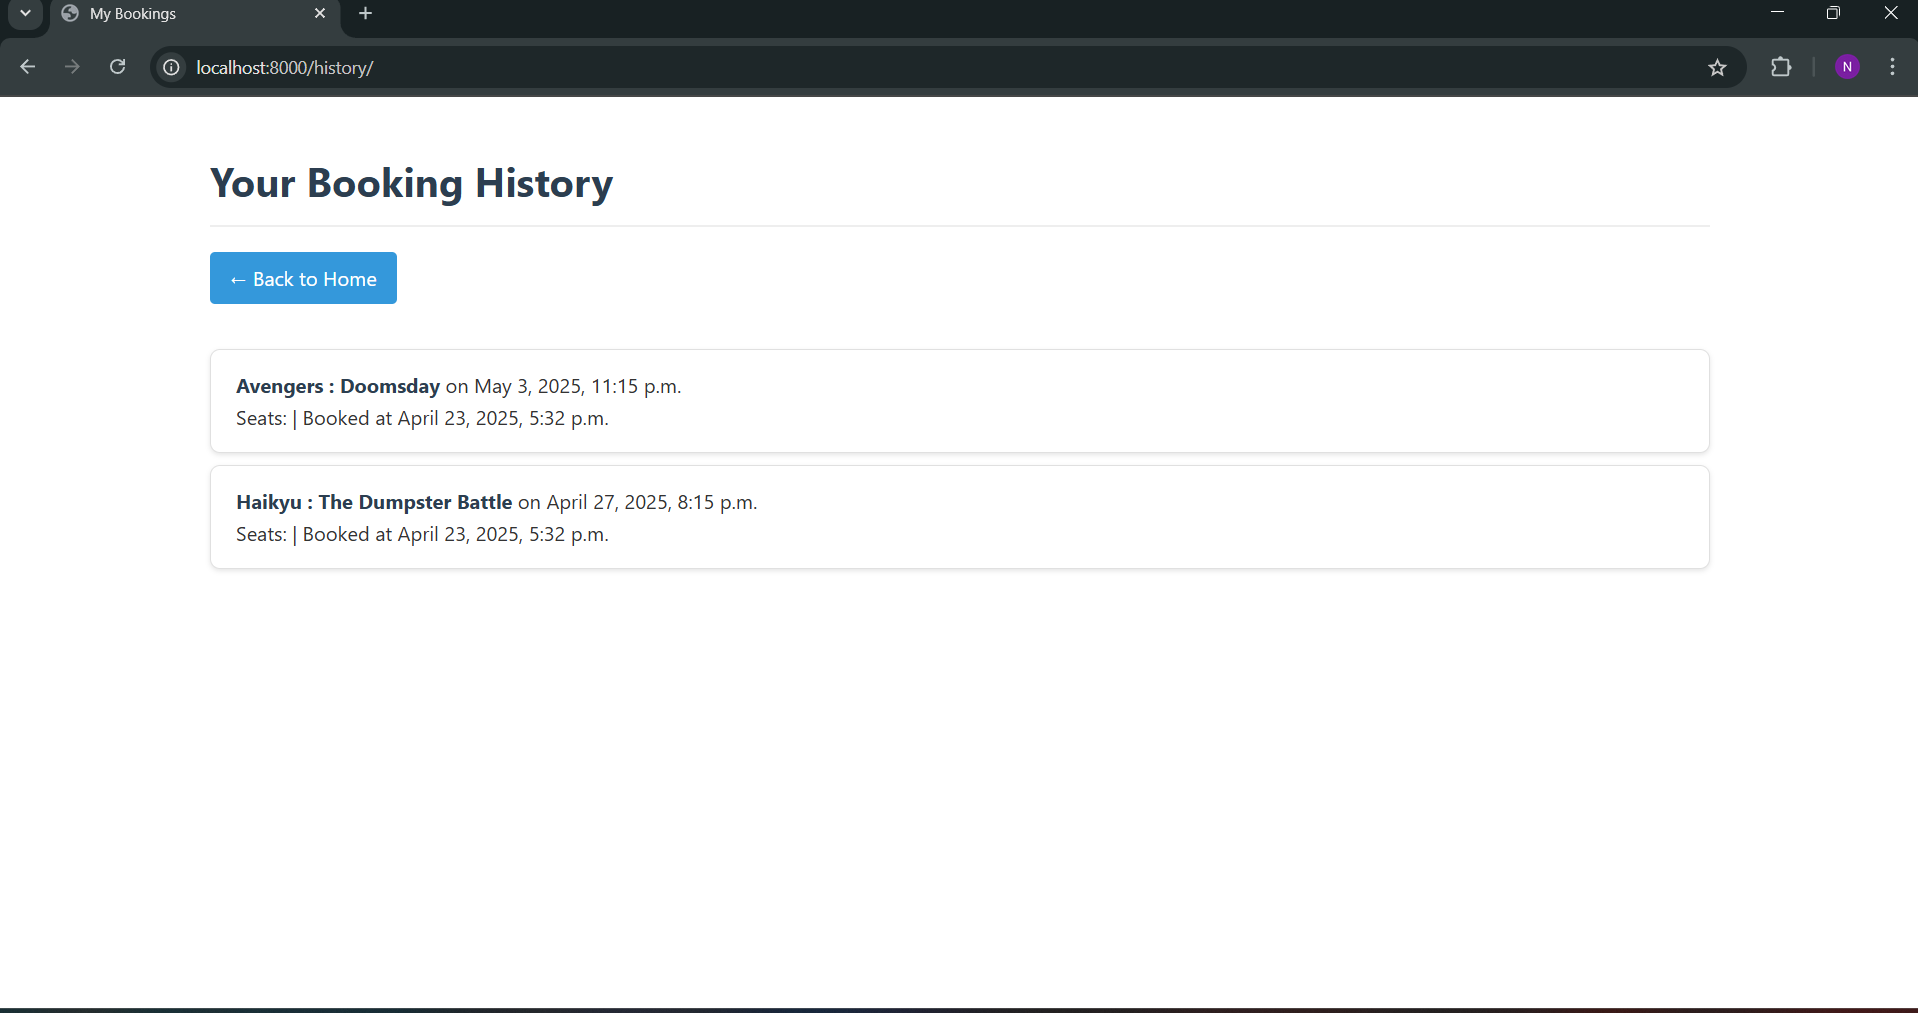 My Bookings
localhost:8000/history/
N
Your Booking History
← Back to Home
Avengers : Doomsday on May 3, 2025, 11:15 p.m.
Seats: | Booked at April 23, 2025, 5:32 p.m.
Haikyu : The Dumpster Battle on April 27, 2025, 8:15 p.m.
Seats: | Booked at April 23, 2025, 5:32 p.m.